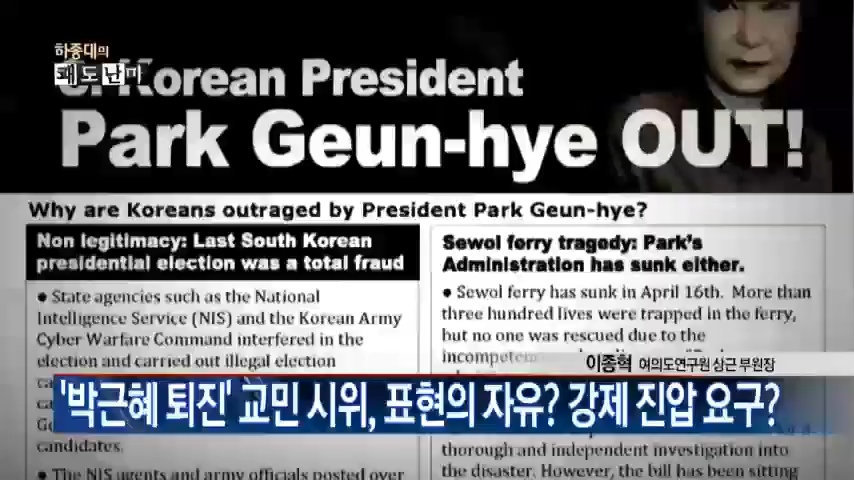 하종대의
쾌도난마
Korean President
Park Geun-hye OUT!
Why are Koreans outraged by President Park Geun-hye?
Non legitimacy: Last South Korean
presidential election was a total fraud
● State agencies such as the National
Intelligence Service (NIS) and the Korean Army
Cyber Warfare Command interfered in the
election and carried out illegal election
candidates.
● The NIS agents and army officials posted over
Sewol ferry tragedy: Park's
Administration has sunk either.
● Sewol ferry has sunk in April 16th. More than
three hundred lives were trapped in the ferry,
but no one was rescued due to the
thorough and independent investigation into
the disaster. However, the bill has been sitting
이종혁 여의도연구원 상근 부원장
'박근혜 퇴진' 교민 시위, 표현의 자유? 강제 진압 요구?